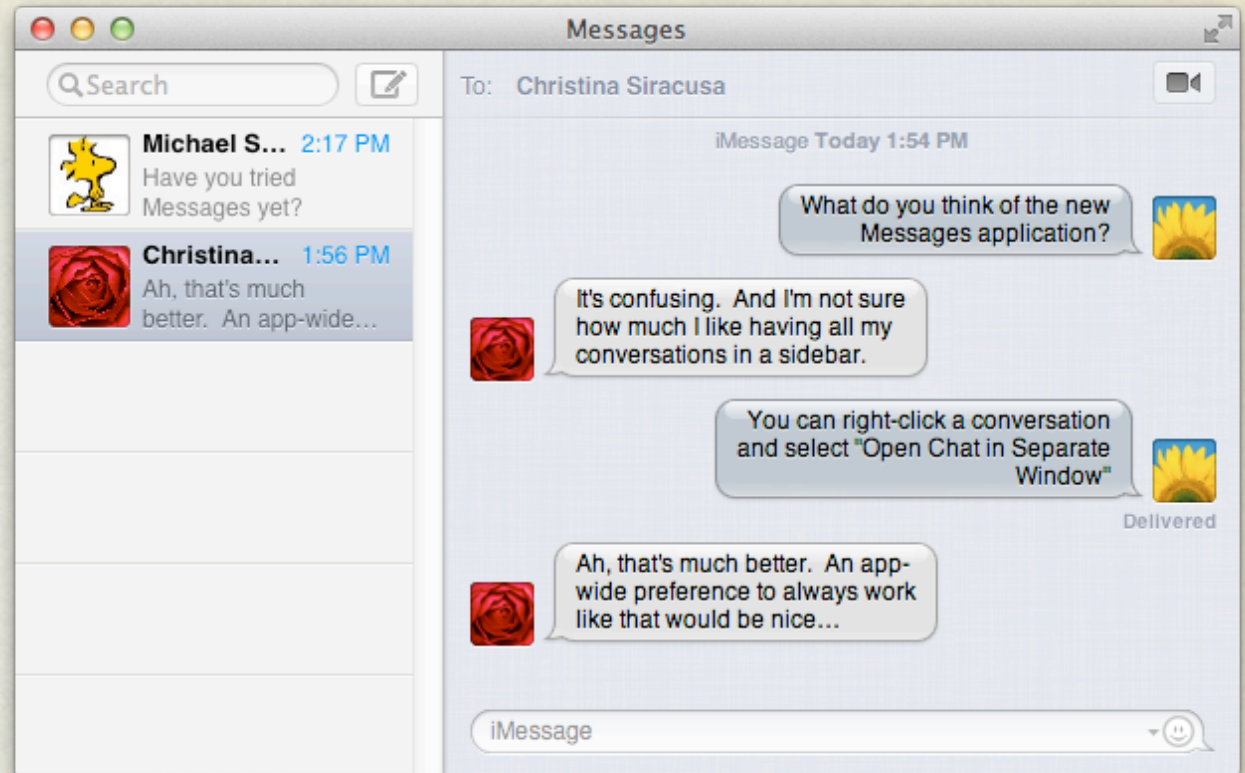 Messages
Search
To: Christina Siracusa
Michael S... 2:17 PM
Have you tried
Messages yet?
Christina... 1:56 PM
Ah, that's much
better.  An app-wide...
iMessage Today 1:54 PM
What do you think of the new
Messages application?
It's confusing.  And I'm not sure
how much I like having all my
conversations in a sidebar.
You can right-click a conversation
and select "Open Chat in Separate
Window"
Delivered
Ah, that's much better.  An app-
wide preference to always work
like that would be nice...
iMessage